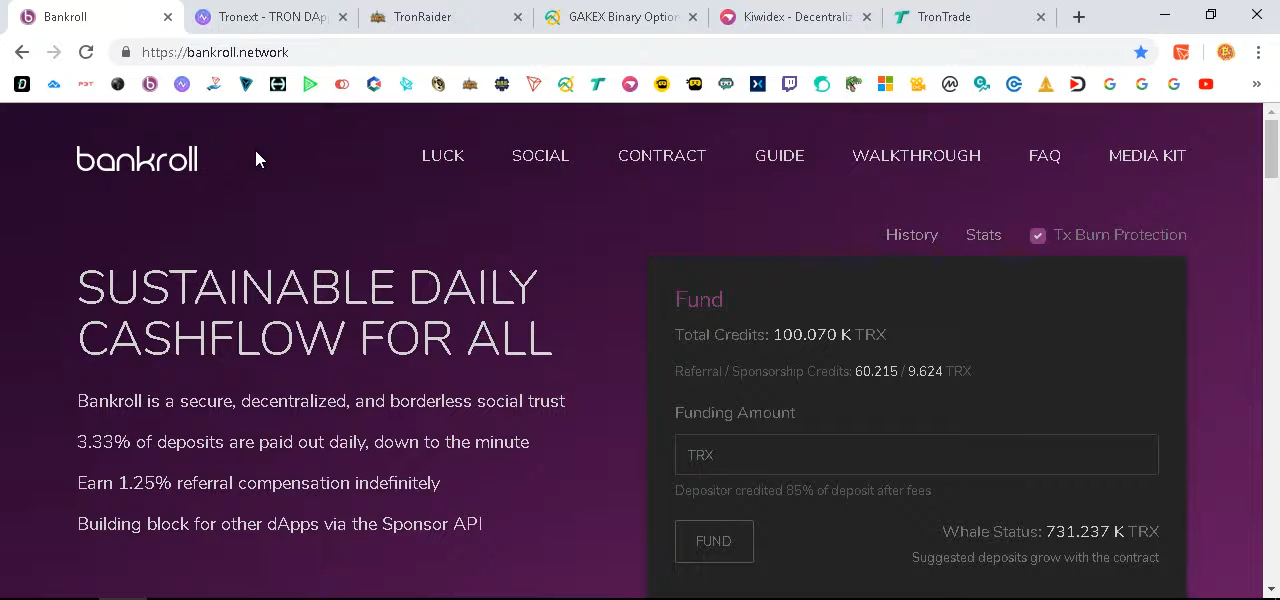 Bankroll
Tronext - TRON DAp
TronRaider
GAKEX Binary Option
Kiwidex - Decentraliz
TronTrade
https://bankroll.network
bankroll
LUCK SOCIAL CONTRACT GUIDE WALKTHROUGH FAQ MEDIA KIT
History Stats Tx Burn Protection
SUSTAINABLE DAILY
CASHFLOW FOR ALL
Bankroll is a secure, decentralized, and borderless social trust
3.33% of deposits are paid out daily, down to the minute
Earn 1.25% referral compensation indefinitely
Building block for other dApps via the Sponsor API
Fund
Total Credits: 100.070 K TRX
Referral / Sponsorship Credits: 60.215 / 9.624 TRX
Funding Amount
TRX
Depositor credited 85% of deposit after fees
FUND
Whale Status: 731.237 K TRX
Suggested deposits grow with the contract